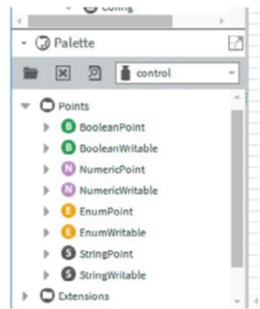 Config
Palette
control
Points
B BooleanPoint
B BooleanWritable
N NumericPoint
N NumericWritable
E EnumPoint
E EnumWritable
S StringPoint
S StringWritable
Extensions